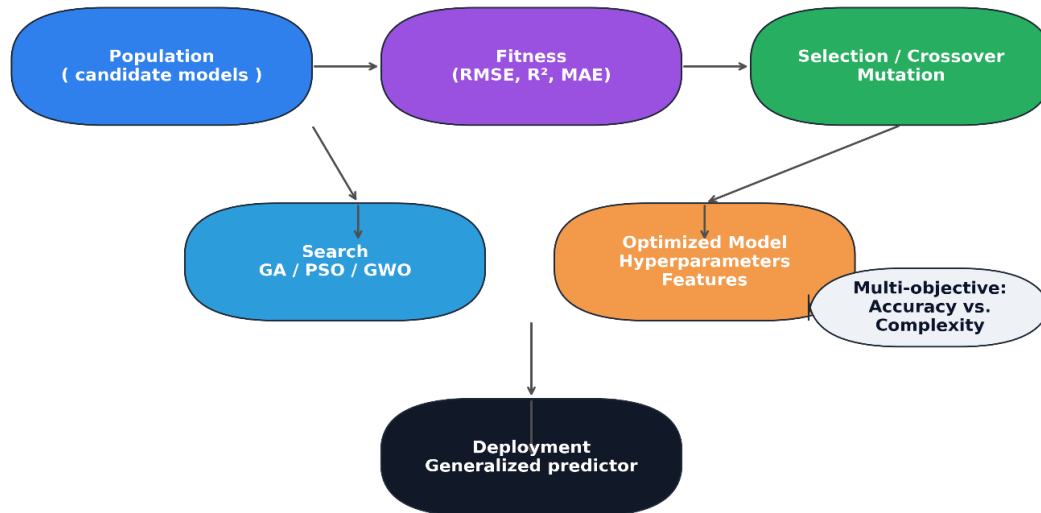 Population
( candidate models )
Fitness
(RMSE, R², MAE)
Selection / Crossover
Mutation
Search
GA / PSO / GWO
Optimized Model
Hyperparameters
Features
Multi-objective:
Accuracy vs.
Complexity
Deployment
Generalized predictor